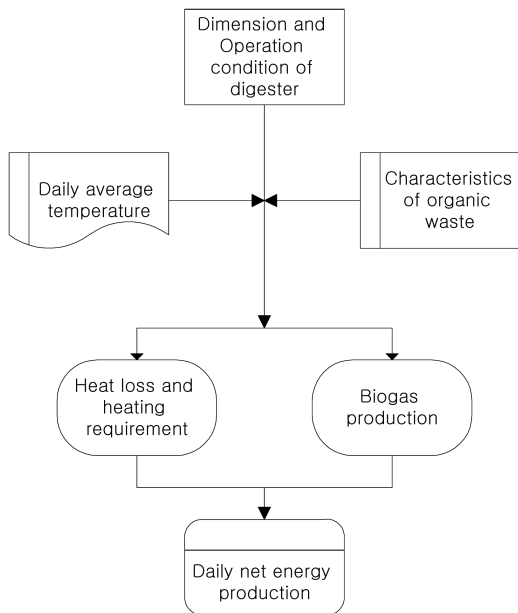 Dimension and
Operation
condition of
digester
Daily average
temperature
Characteristics
of organic
waste
Heat loss and
heating
requirement
Biogas
production
Daily net energy
production